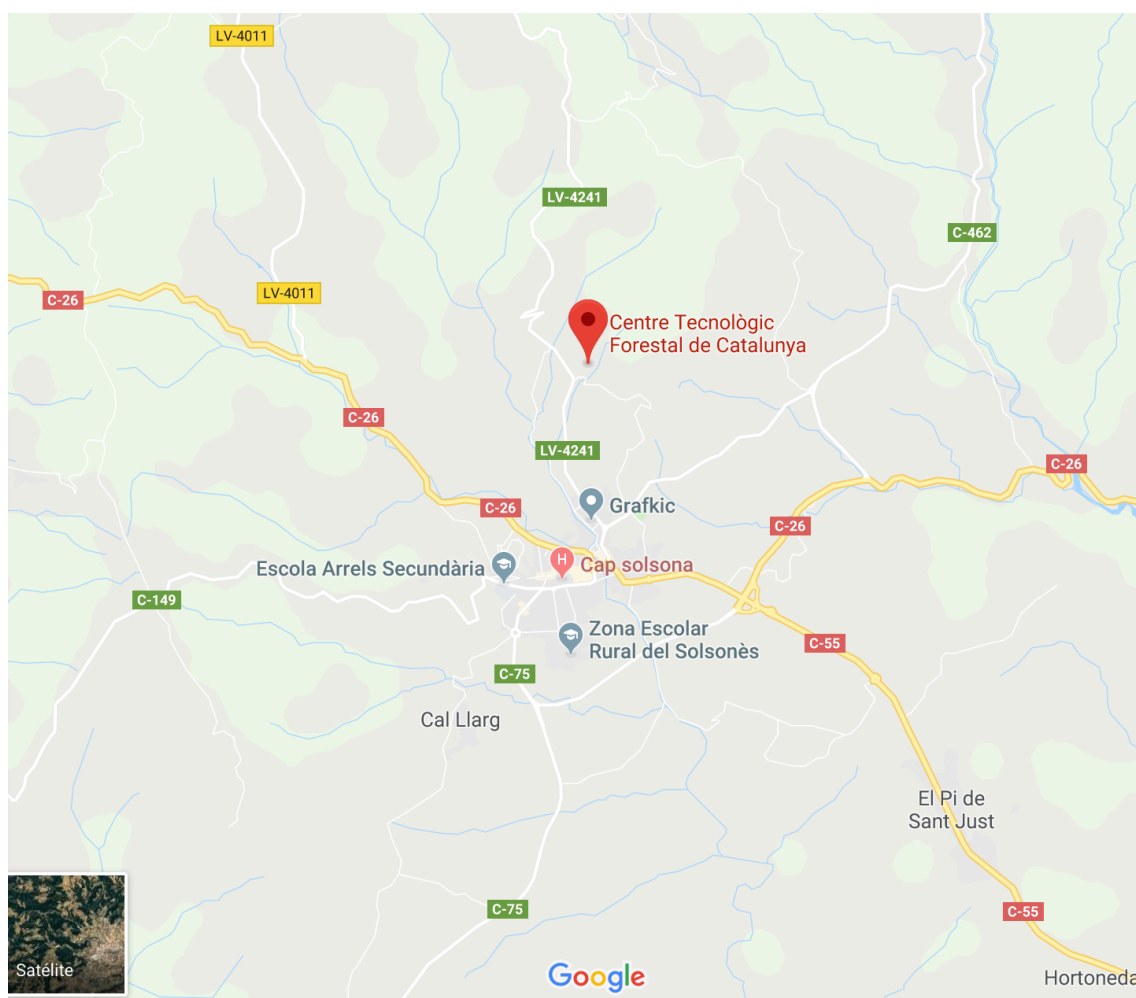 LV-4011
LV-4241
C-462
C-26
LV-4011
Centre Tecnològic
Forestal de Catalunya
C-26
LV-4241
C-26
C-26
Grafkic
C-26
H
Cap solsona
Escola Arrels Secundària
C-149
Zona Escolar
Rural del Solsonès
C-55
C-75
Cal Llarg
El Pi de
Sant Just
C-75
C-55
Satélite
Google
Hortoneda